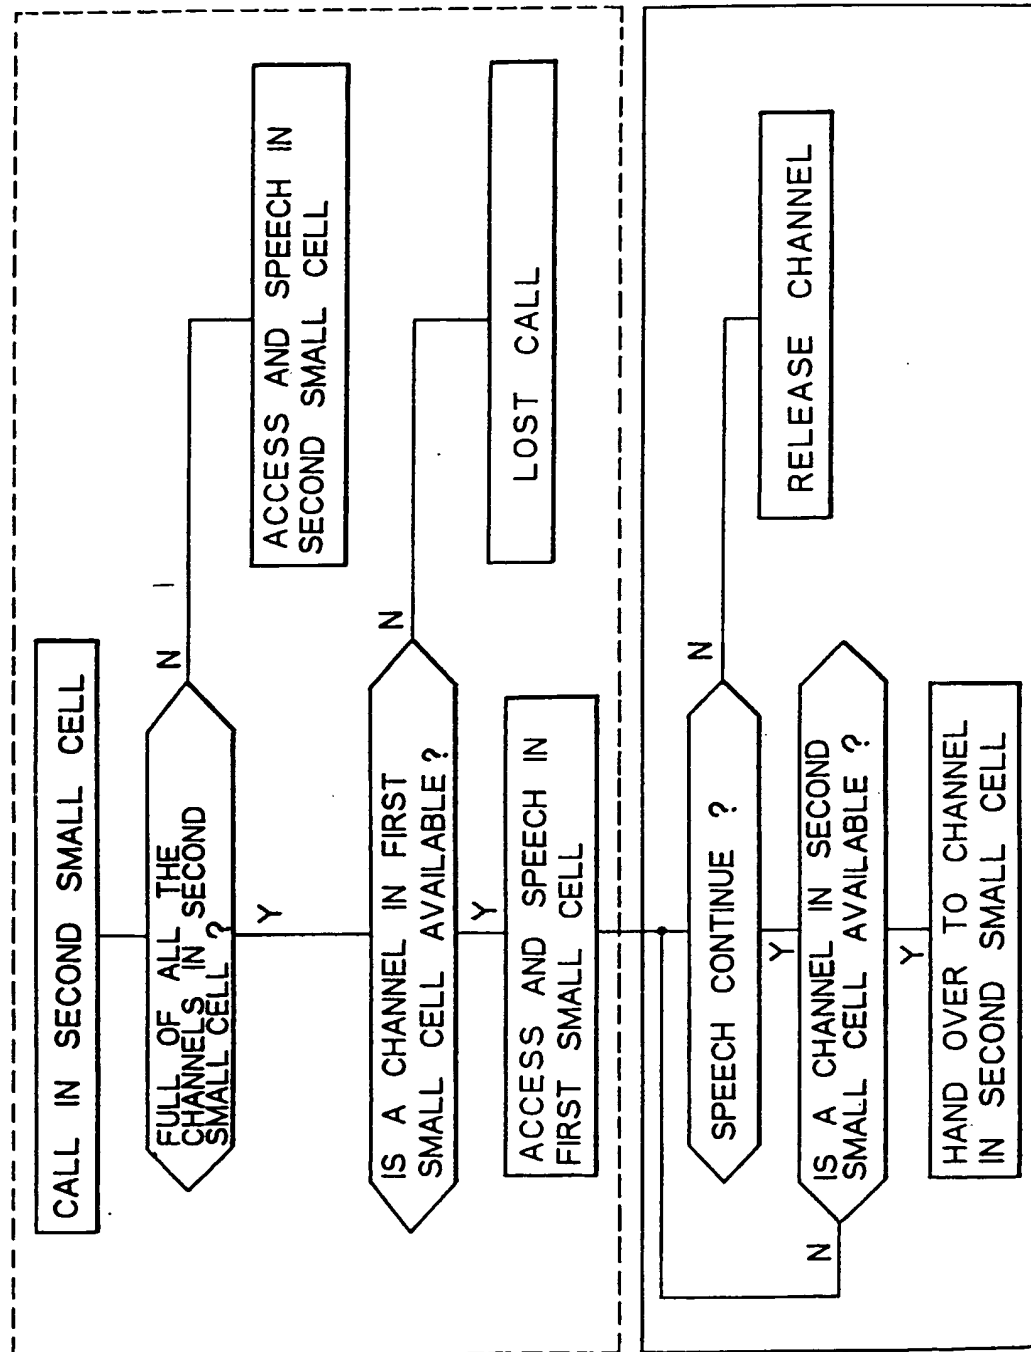 CALL IN SECOND SMALL CELL
FULL OF ALL THE
CHANNELS IN SECOND
SMALL CELL ?
N
ACCESS AND SPEECH IN
SECOND SMALL CELL
Y
IS A CHANNEL IN FIRST
SMALL CELL AVAILABLE ?
N
LOST CALL
Y
ACCESS AND SPEECH IN
FIRST SMALL CELL
SPEECH CONTINUE ?
N
RELEASE CHANNEL
Y
IS A CHANNEL IN SECOND
SMALL CELL AVAILABLE ?
N
Y
HAND OVER TO CHANNEL
IN SECOND SMALL CELL